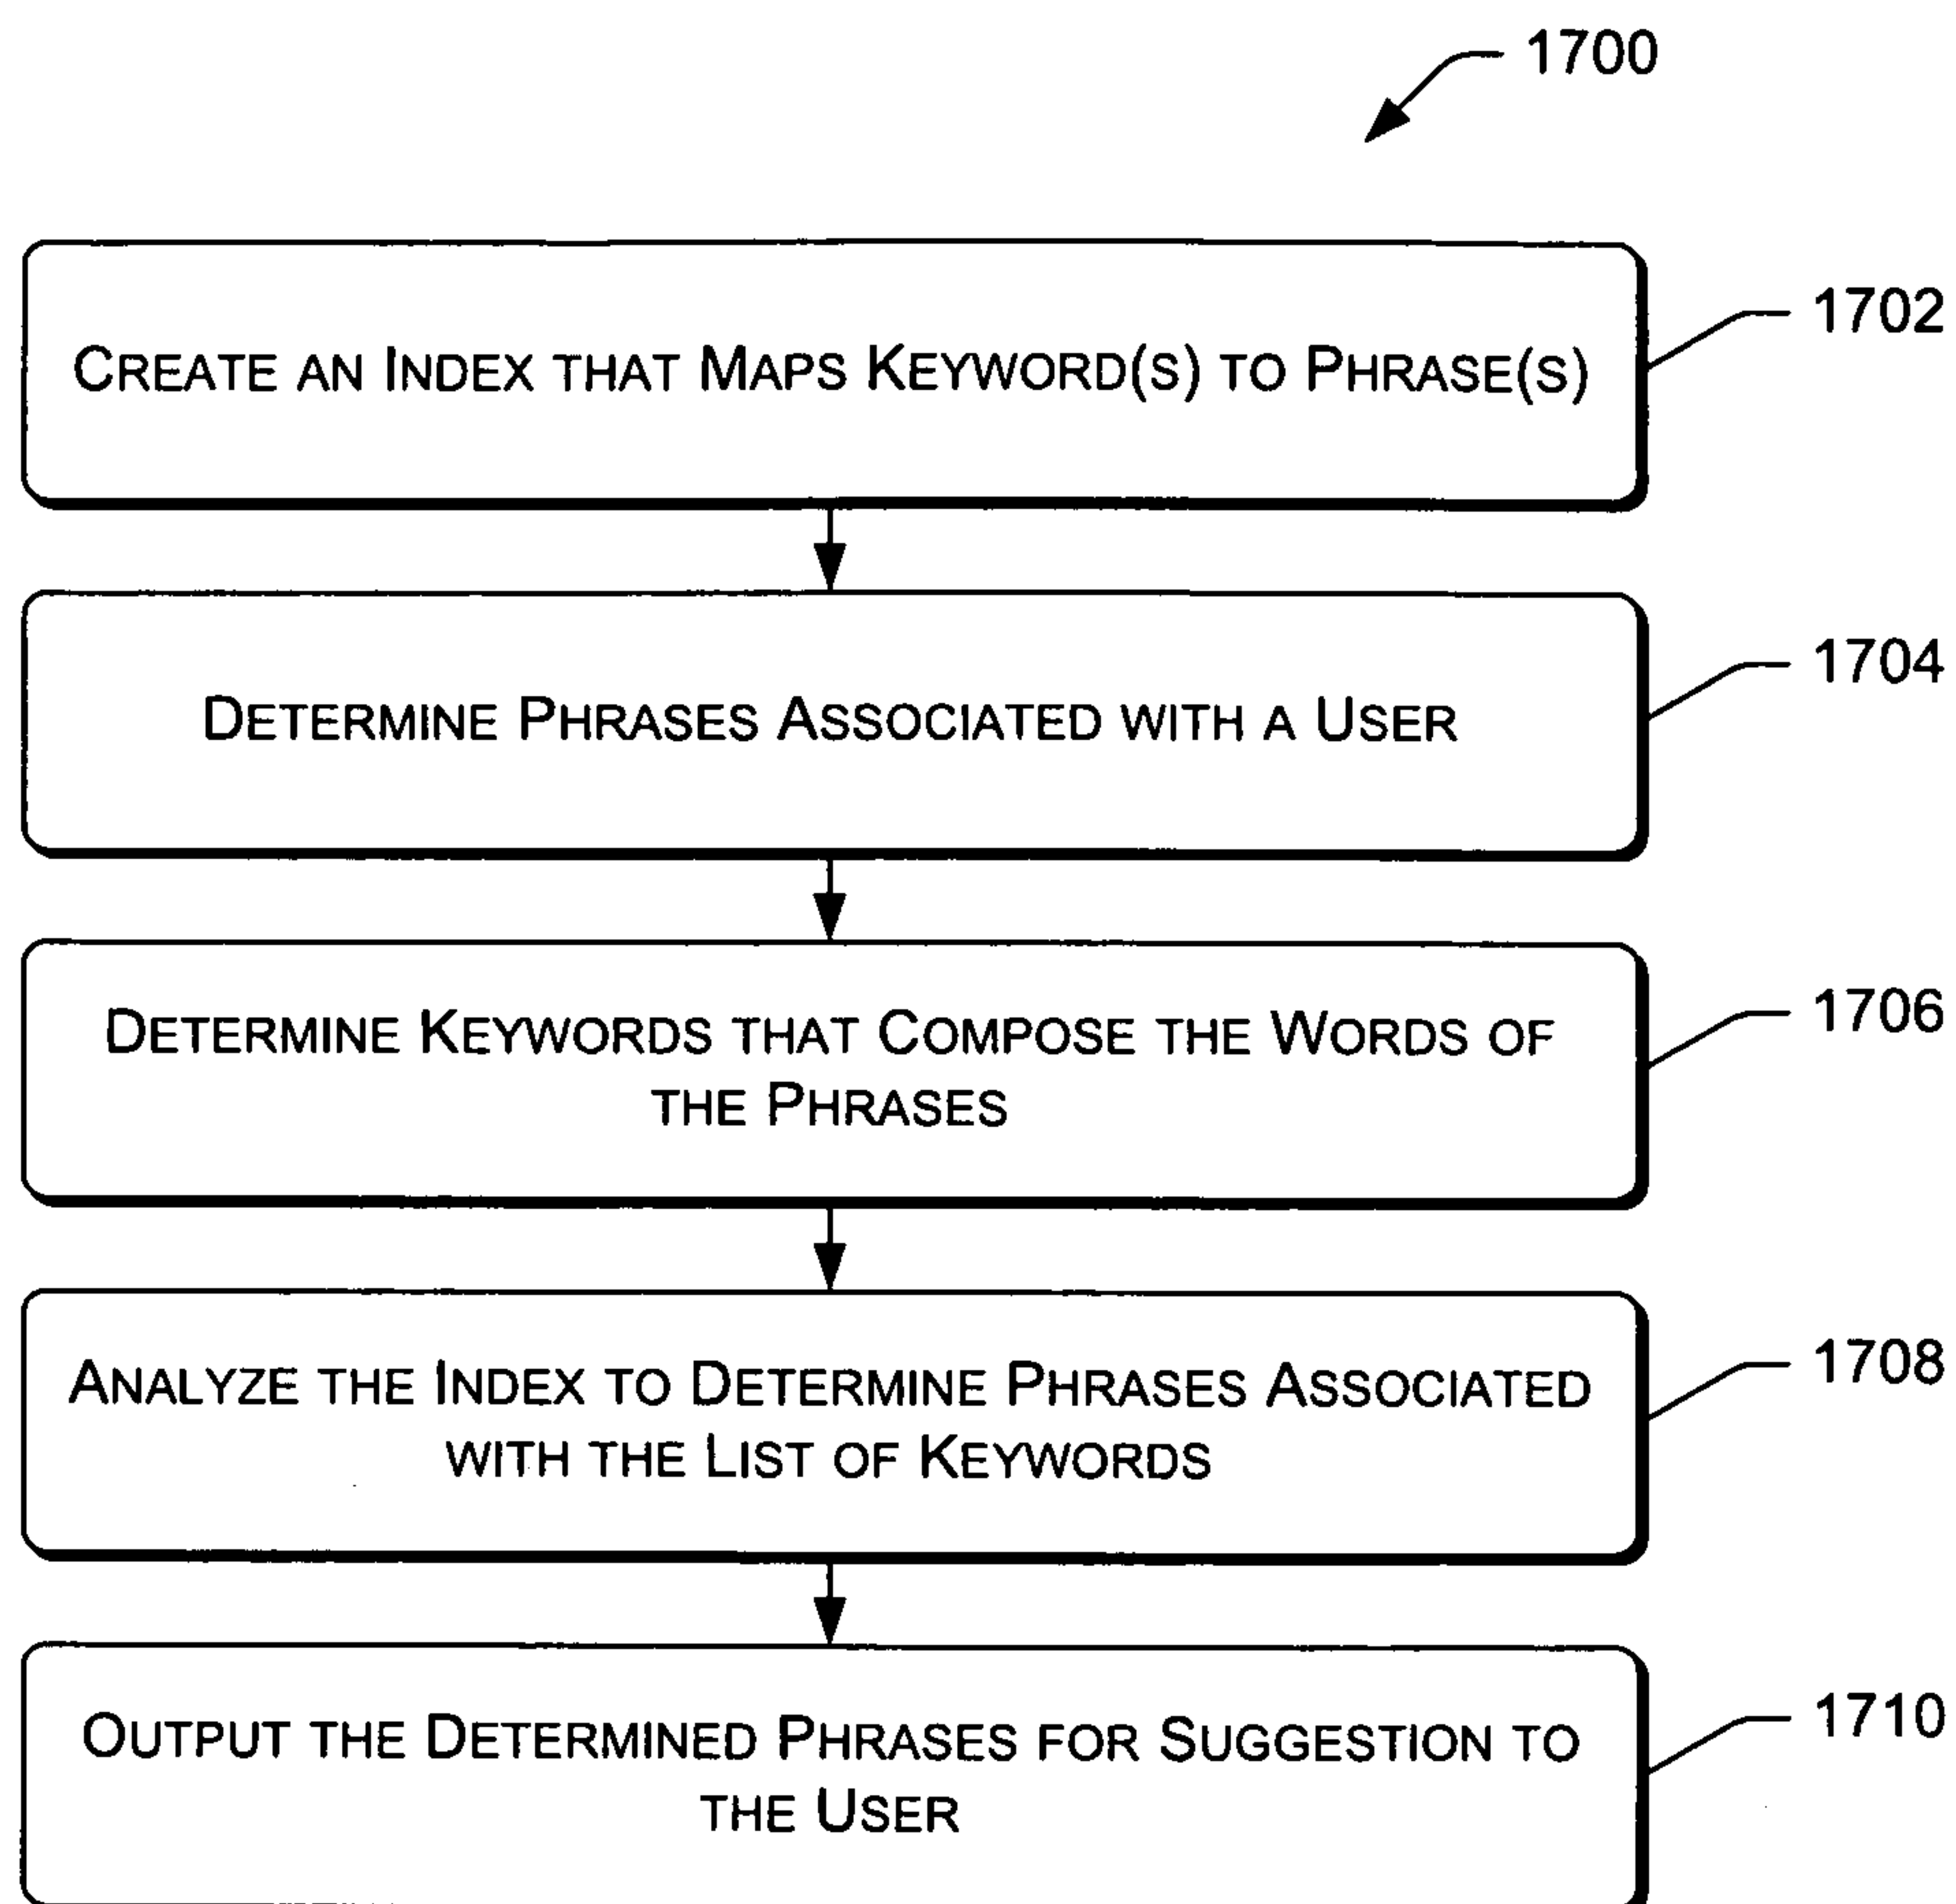 1700
CREATE AN INDEX THAT MAPS KEYWORD(S) TO PHRASE(S)
1702
DETERMINE PHRASES ASSOCIATED WITH A USER
1704
DETERMINE KEYWORDS THAT COMPOSE THE WORDS OF
THE PHRASES
1706
ANALYZE THE INDEX TO DETERMINE PHRASES ASSOCIATED
WITH THE LIST OF KEYWORDS
1708
OUTPUT THE DETERMINED PHRASES FOR SUGGESTION TO
THE USER
1710